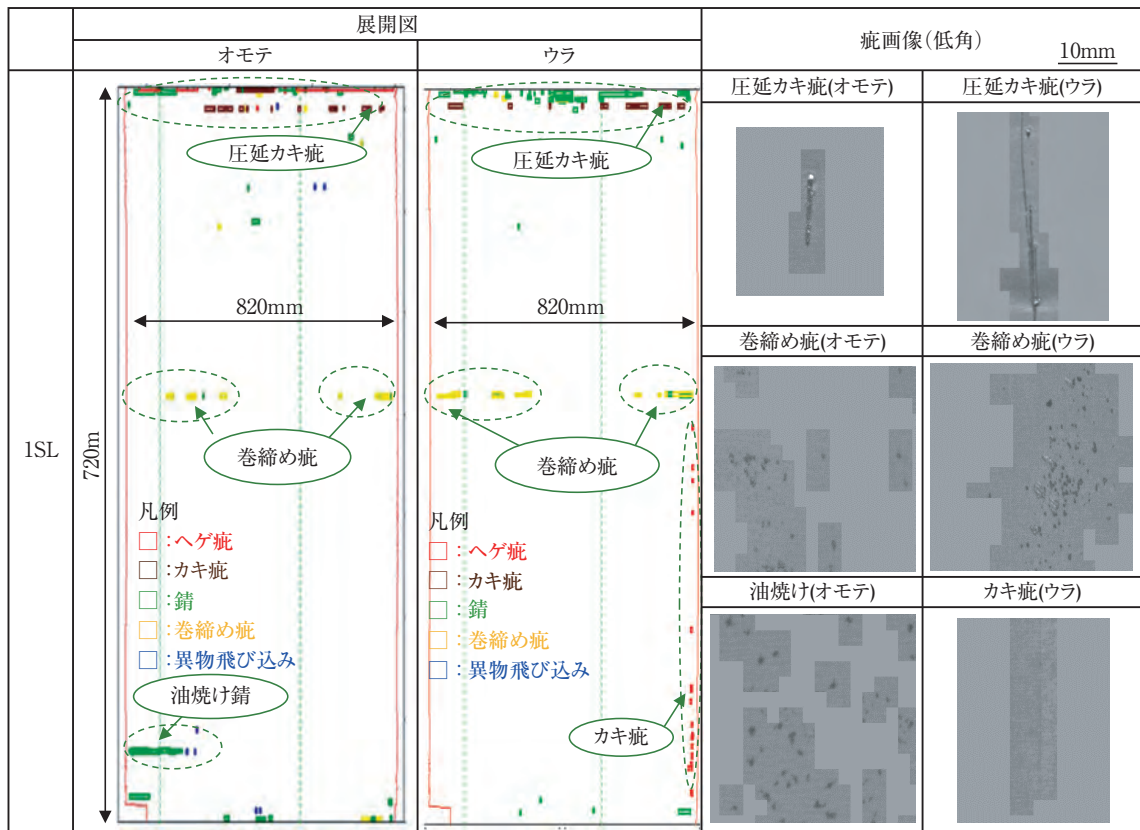 展開図
疵画像(低角)
10mm
オモテ
ウラ
1SL
720m
圧延カキ疵
820mm
巻締め疵
凡例
□:ヘゲ疵
□:カキ疵
□:錆
□:巻締め疵
□:異物飛び込み
油焼け錆
圧延カキ疵
820mm
巻締め疵
凡例
□:ヘゲ疵
□:カキ疵
□:錆
□:巻締め疵
□:異物飛び込み
カキ疵
圧延カキ疵(オモテ)
圧延カキ疵(ウラ)
巻締め疵(オモテ)
巻締め疵(ウラ)
油焼け(オモテ)
カキ疵(ウラ)